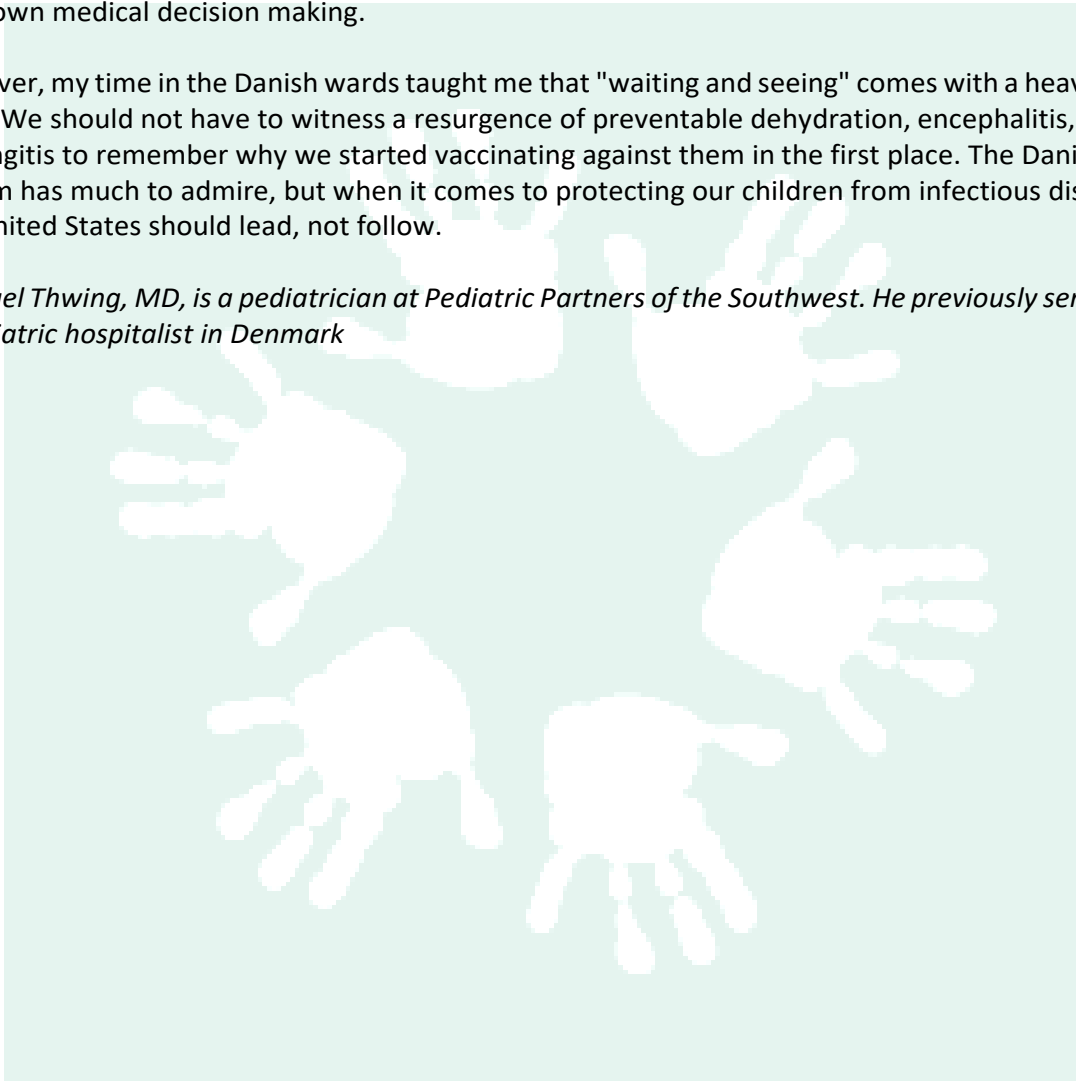 own medical decision making.
ver, my time in the Danish wards taught me that "waiting and seeing" comes with a heav
We should not have to witness a resurgence of preventable dehydration, encephalitis,
ngitis to remember why we started vaccinating against them in the first place. The Dani
m has much to admire, but when it comes to protecting our children from infectious dis
nited States should lead, not follow.
el Thwing, MD, is a pediatrician at Pediatric Partners of the Southwest. He previously ser
iatric hospitalist in Denmark